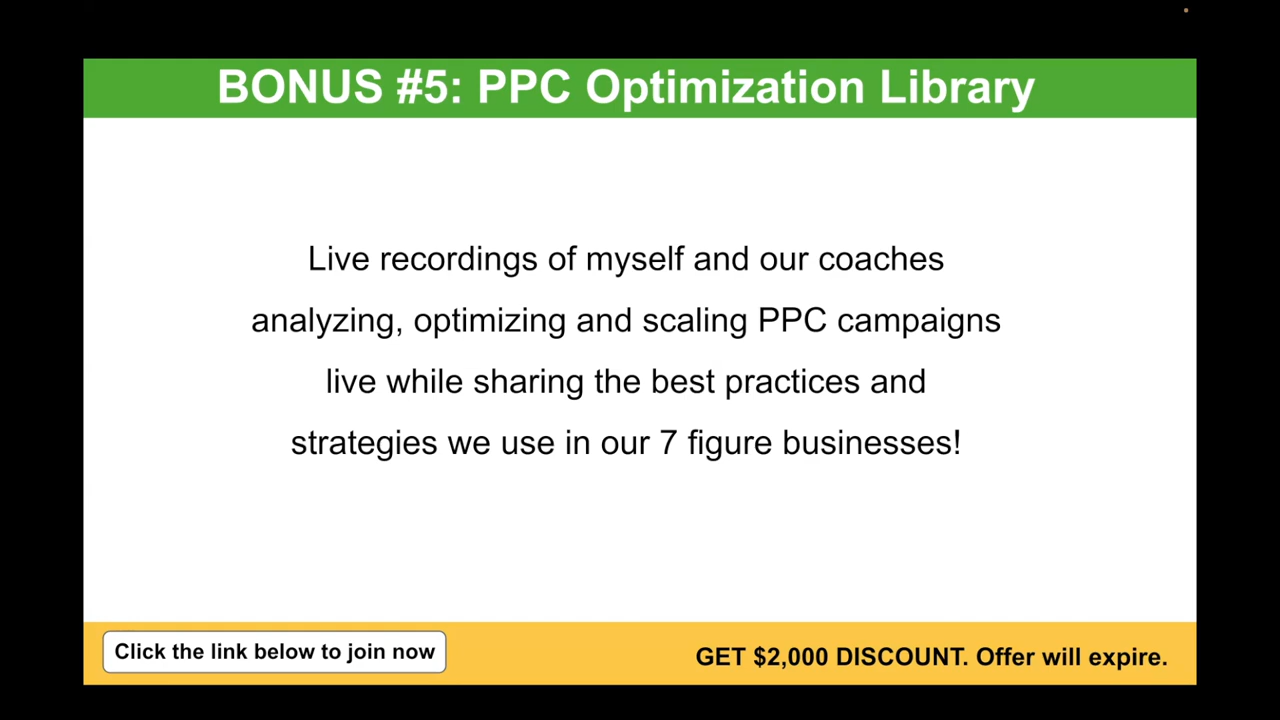 BONUS #5: PPC Optimization Library
Live recordings of myself and our coaches
analyzing, optimizing and scaling PPC campaigns
live while sharing the best practices and
strategies we use in our 7 figure businesses!
Click the link below to join now
GET $2,000 DISCOUNT. Offer will expire.